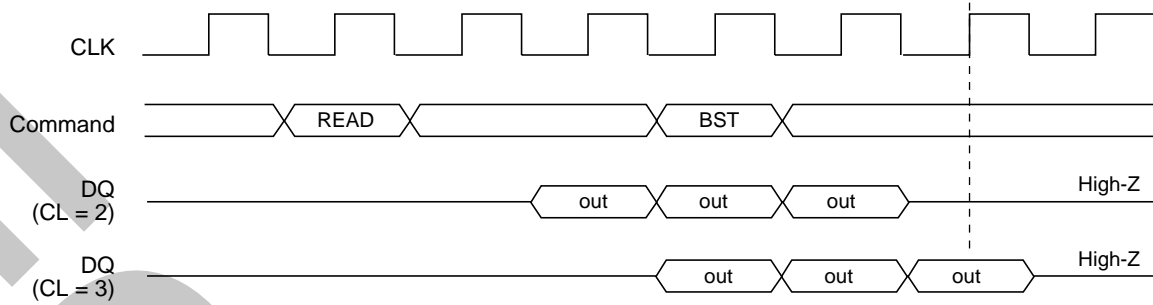 CLK
Command
READ
BST
DQ
(CL = 2)
out
out
out
High-Z
DQ
(CL = 3)
out
out
out
High-Z